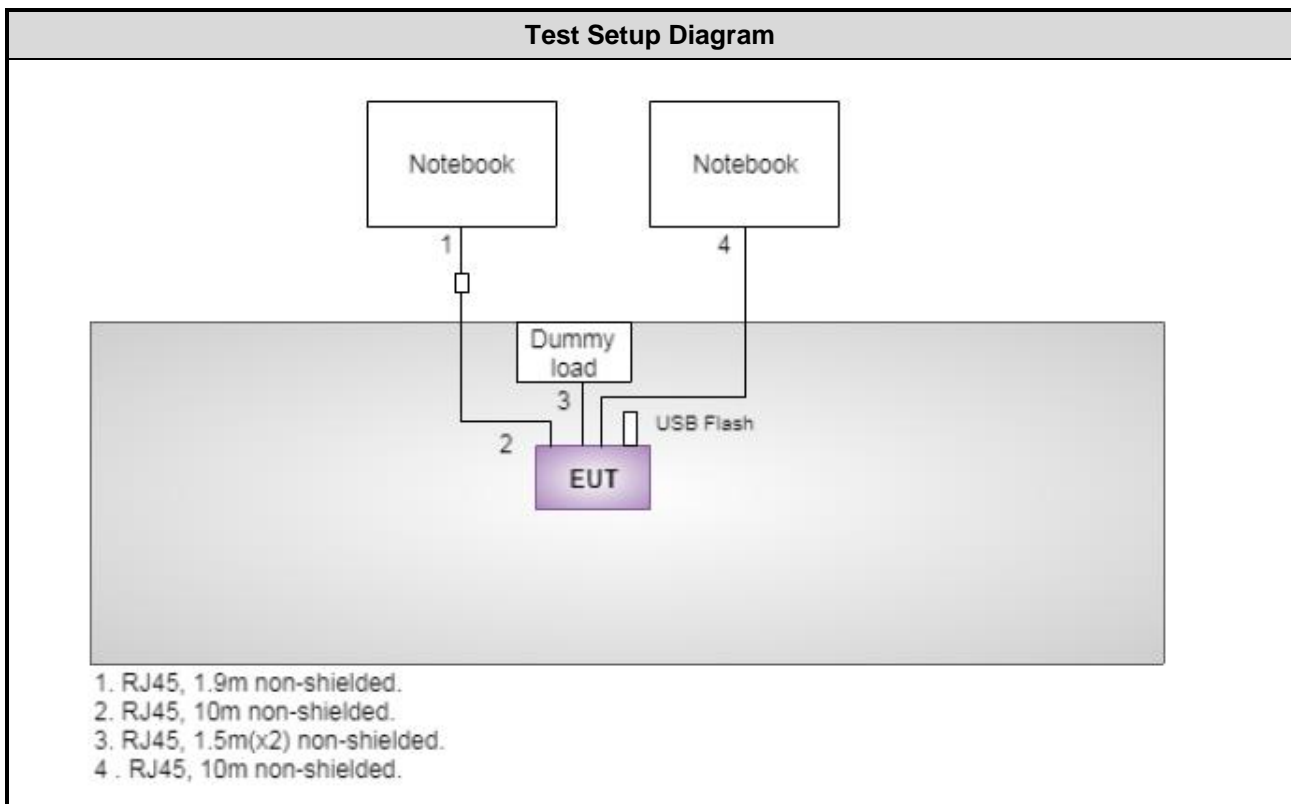 Test Setup Diagram
Notebook
Notebook
1
4
Dummy
load
3
USB Flash
2
EUT
1. RJ45, 1.9m non-shielded.
2. RJ45, 10m non-shielded.
3. RJ45, 1.5m(x2) non-shielded.
4 . RJ45, 10m non-shielded.